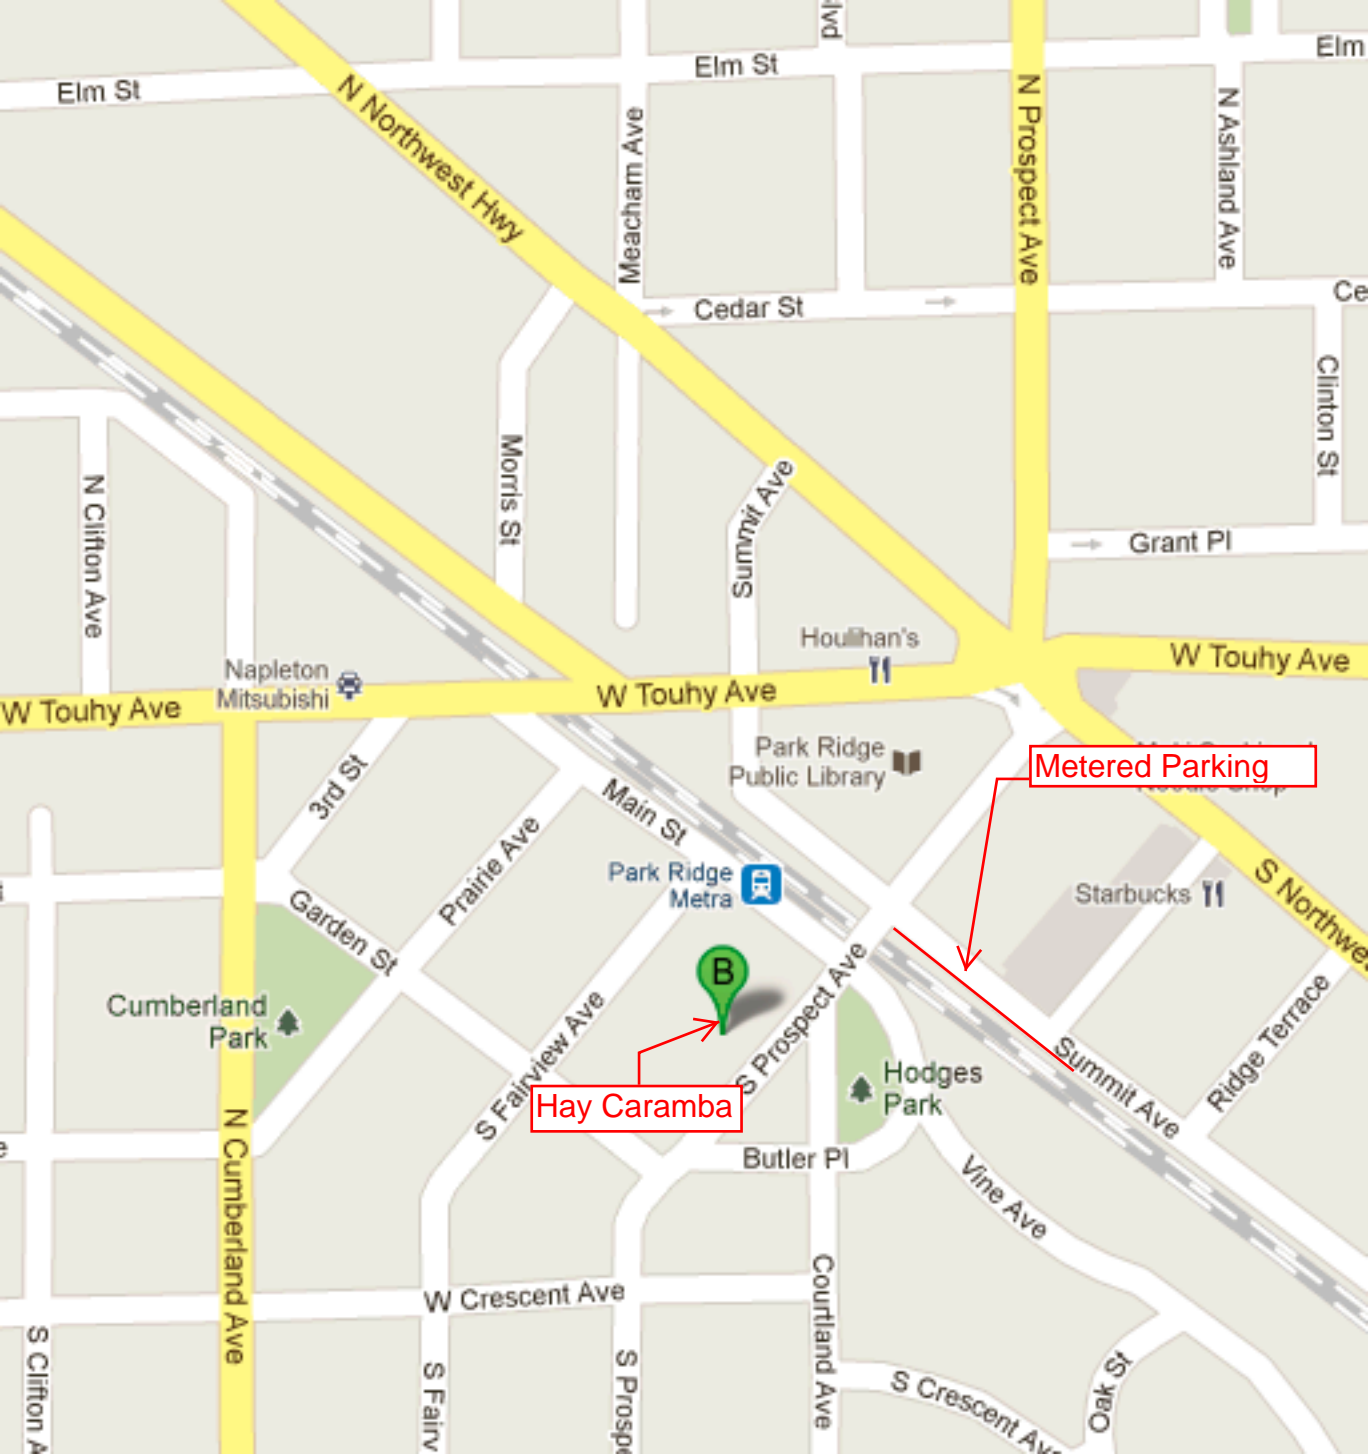 lvd
Elm St
Elm St
Elm
N Northwest Hwy
Meacham Ave
N Prospect Ave
N Ashland Ave
Cedar St
Ce
Clinton St
Morris St
N Clifton Ave
Summit Ave
Grant Pl
Houlihan's
W Touhy Ave
Napleton
Mitsubishi
W Touhy Ave
W Touhy Ave
Park Ridge
Public Library
Metered Parking
3rd St
Main St
Prairie Ave
Park Ridge
Metra
Starbucks
S Northwes
Garden St
B
Cumberland
Park
S Fairview Ave
S Prospect Ave
Hodges
Park
Summit Ave
Ridge Terrace
Hay Caramba
Butler Pl
Vine Ave
N Cumberland Ave
W Crescent Ave
Courtland Ave
S Clifton A
S Fairv
S Prospe
S Crescent Ave
Oak St